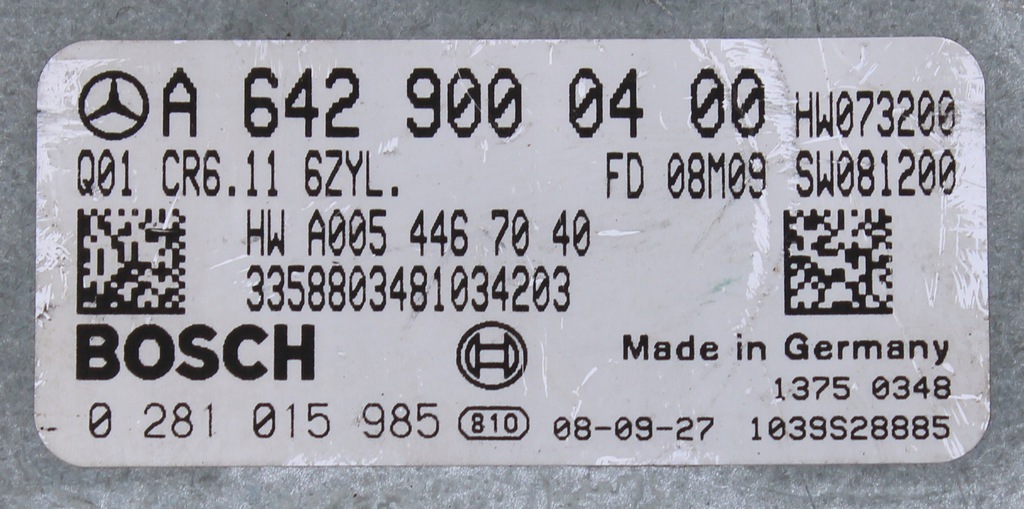 A 642 900 04 00 HW073200
Q01 CR6.11 6ZYL. FD 08M09 SW081200
HW A005 446 70 40
3358803481034203
BOSCH Made in Germany
1375 0348
0 281 015 985 810 08-09-27 1039S28885